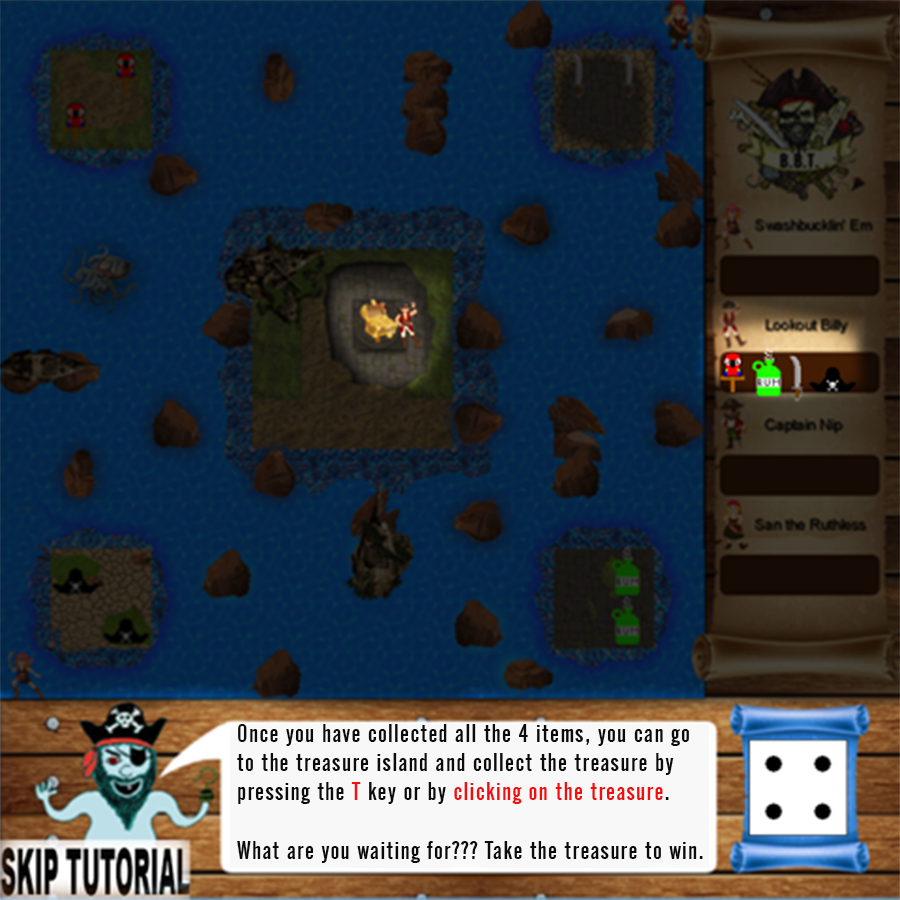 B.B.T.
Swashbucklin' Em
Lookout Billy
RUM
Captain Nip
San the Ruthless
RUM
RUM
Once you have collected all the 4 items, you can go
to the treasure island and collect the treasure by
pressing the T key or by clicking on the treasure.
What are you waiting for??? Take the treasure to win.
SKIP TUTORIAL